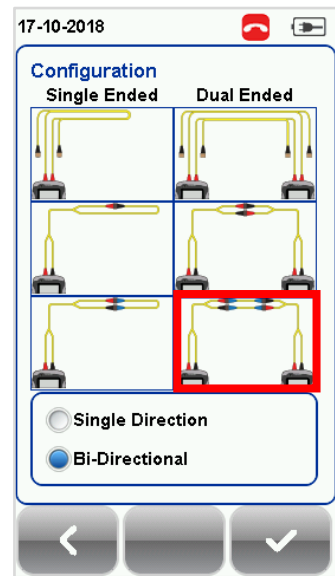 17-10-2018
Configuration
Single Ended Dual Ended
Single Direction
Bi-Directional